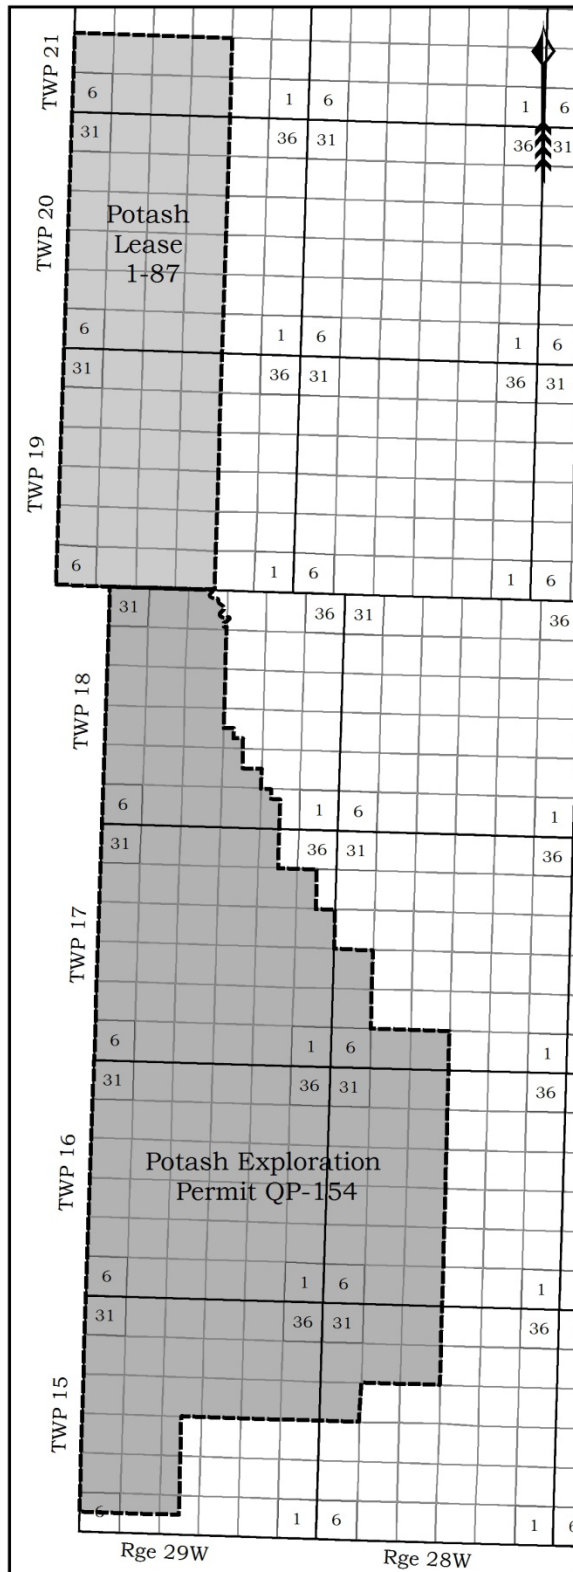 TWP 21
6 1 6 1 6
31 36 31 36 31
TWP 20
Potash
Lease
1-87
6 1 6 1 6
31 36 31 36 31
TWP 19
6 1 6 1 6
31 36 31 36
TWP 18
6 1 6 1
31 36 31 36
TWP 17
6 1 6 1
31 36 31 36
TWP 16
Potash Exploration
Permit QP-154
6 1 6 1
31 36 31 36
TWP 15
6 1 6 1 6
Rge 29W Rge 28W